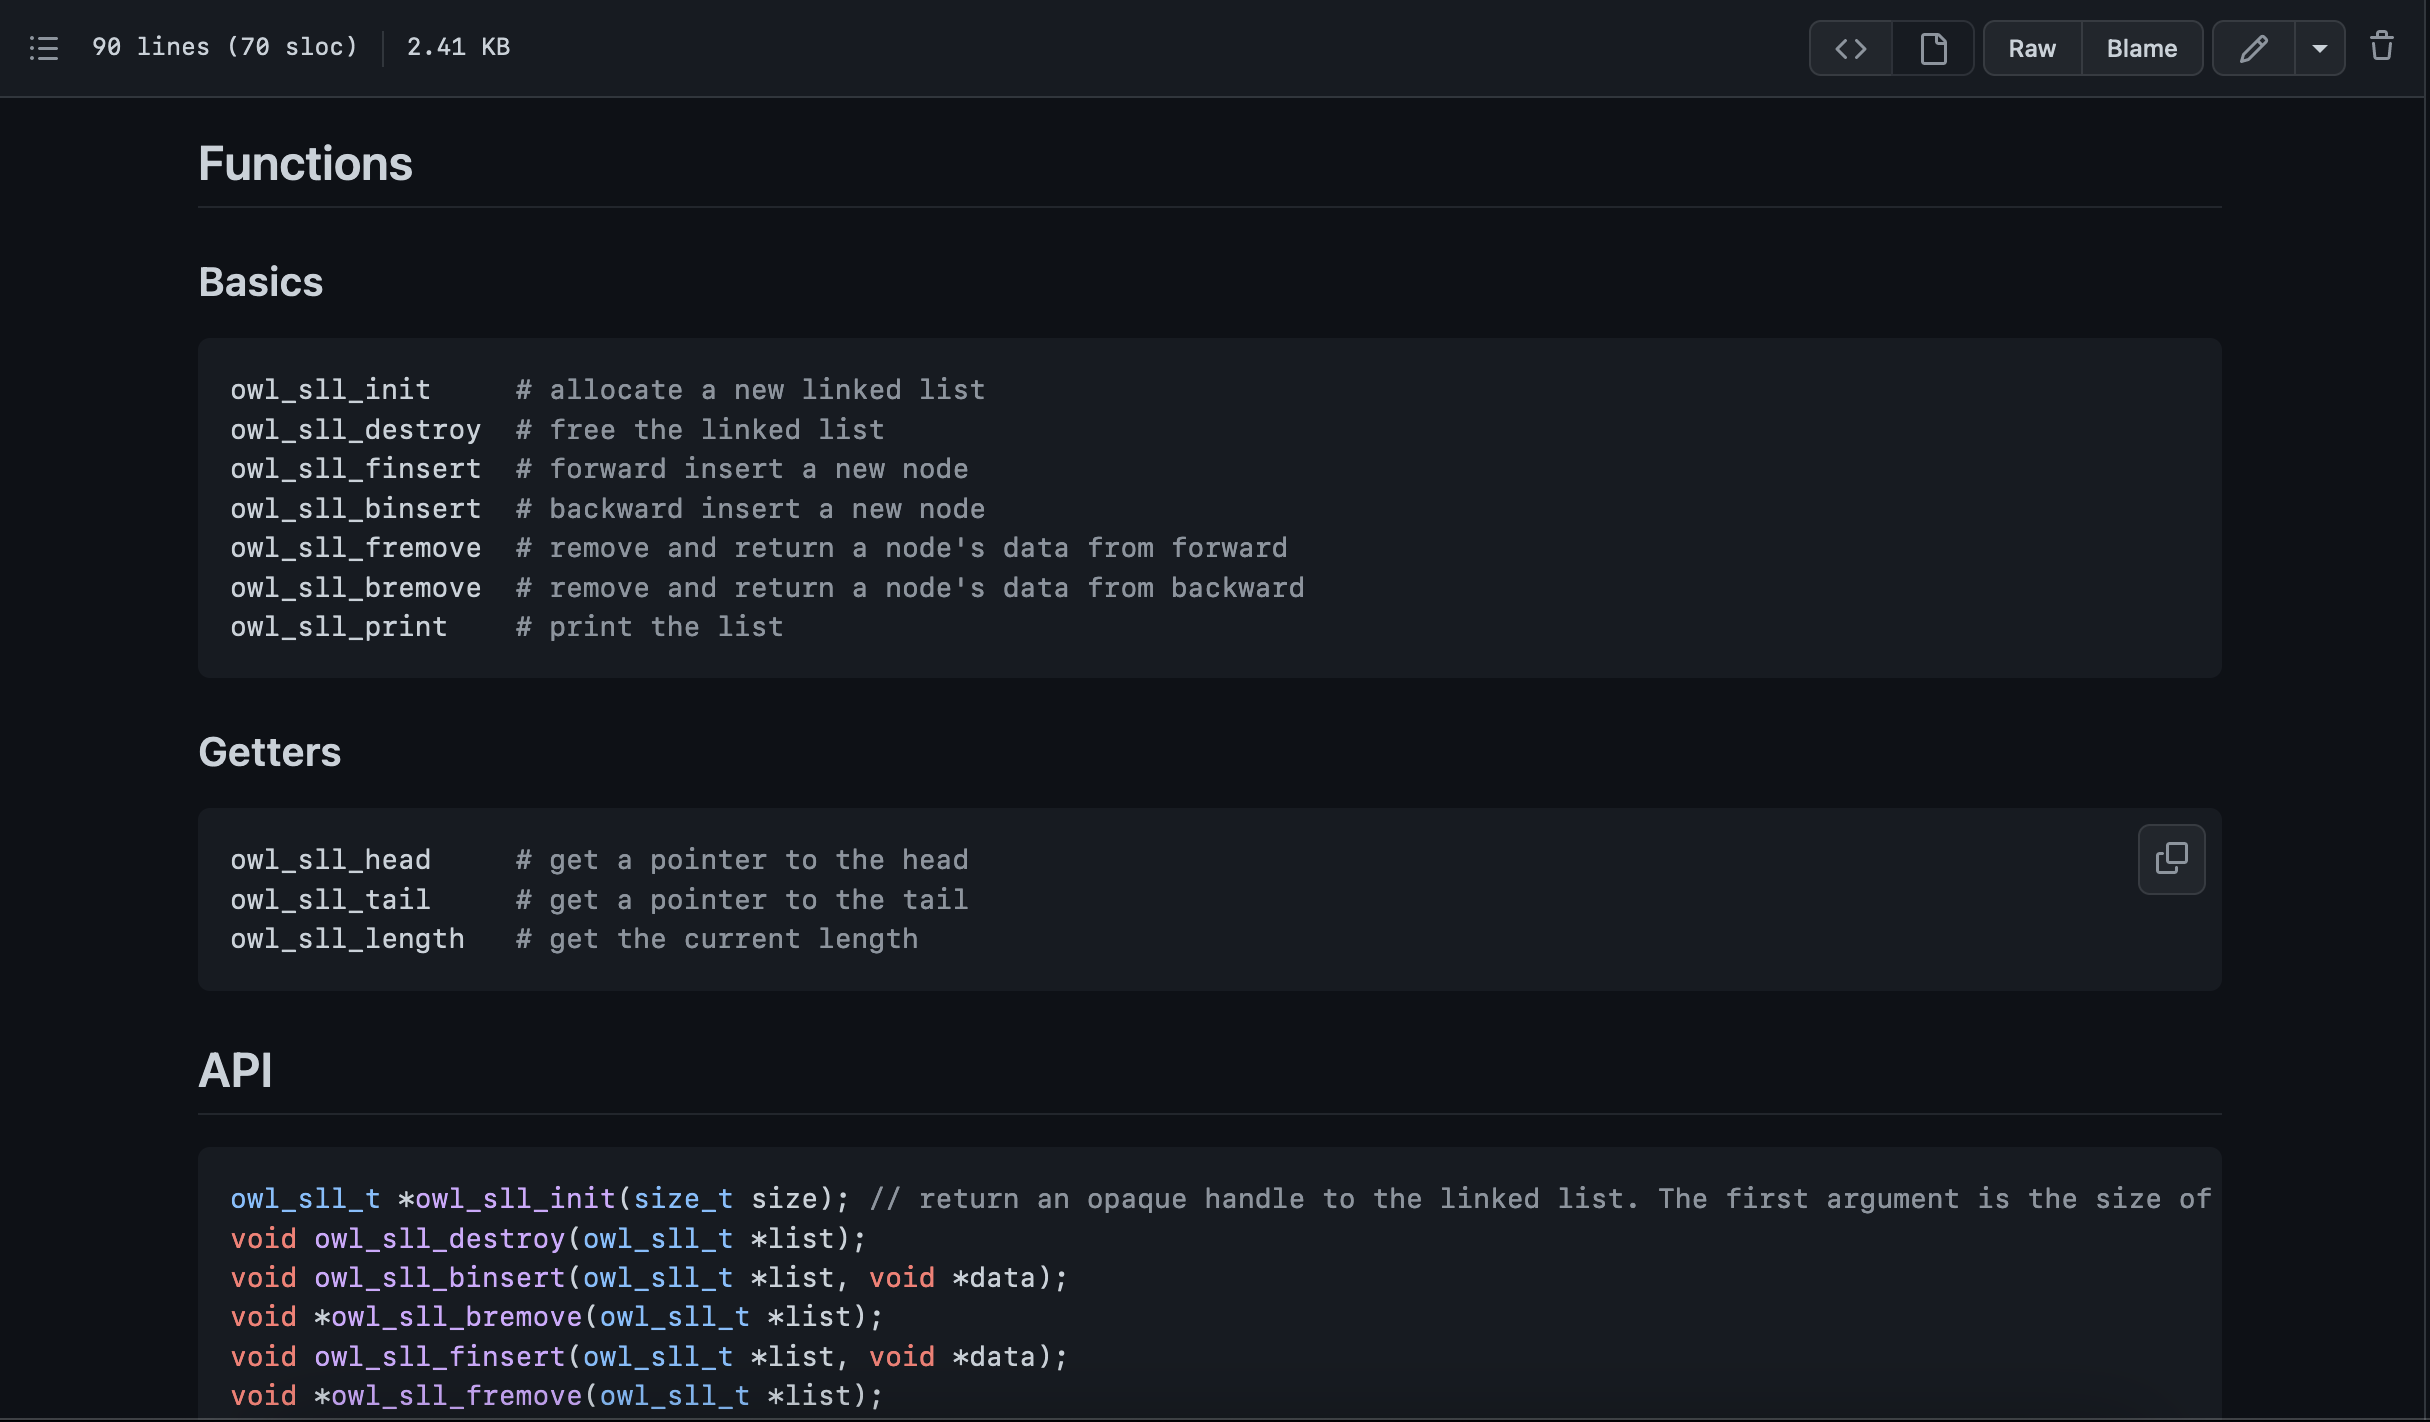 90 lines (70 sloc) 2.41 KB Raw Blame
Functions
Basics
owl_sll_init     # allocate a new linked list
owl_sll_destroy  # free the linked list
owl_sll_finsert  # forward insert a new node
owl_sll_binsert  # backward insert a new node
owl_sll_fremove  # remove and return a node's data from forward
owl_sll_bremove  # remove and return a node's data from backward
owl_sll_print    # print the list
Getters
owl_sll_head     # get a pointer to the head
owl_sll_tail     # get a pointer to the tail
owl_sll_length   # get the current length
API
owl_sll_t *owl_sll_init(size_t size); // return an opaque handle to the linked list. The first argument is the size of
void owl_sll_destroy(owl_sll_t *list);
void owl_sll_binsert(owl_sll_t *list, void *data);
void *owl_sll_bremove(owl_sll_t *list);
void owl_sll_finsert(owl_sll_t *list, void *data);
void *owl_sll_fremove(owl_sll_t *list);